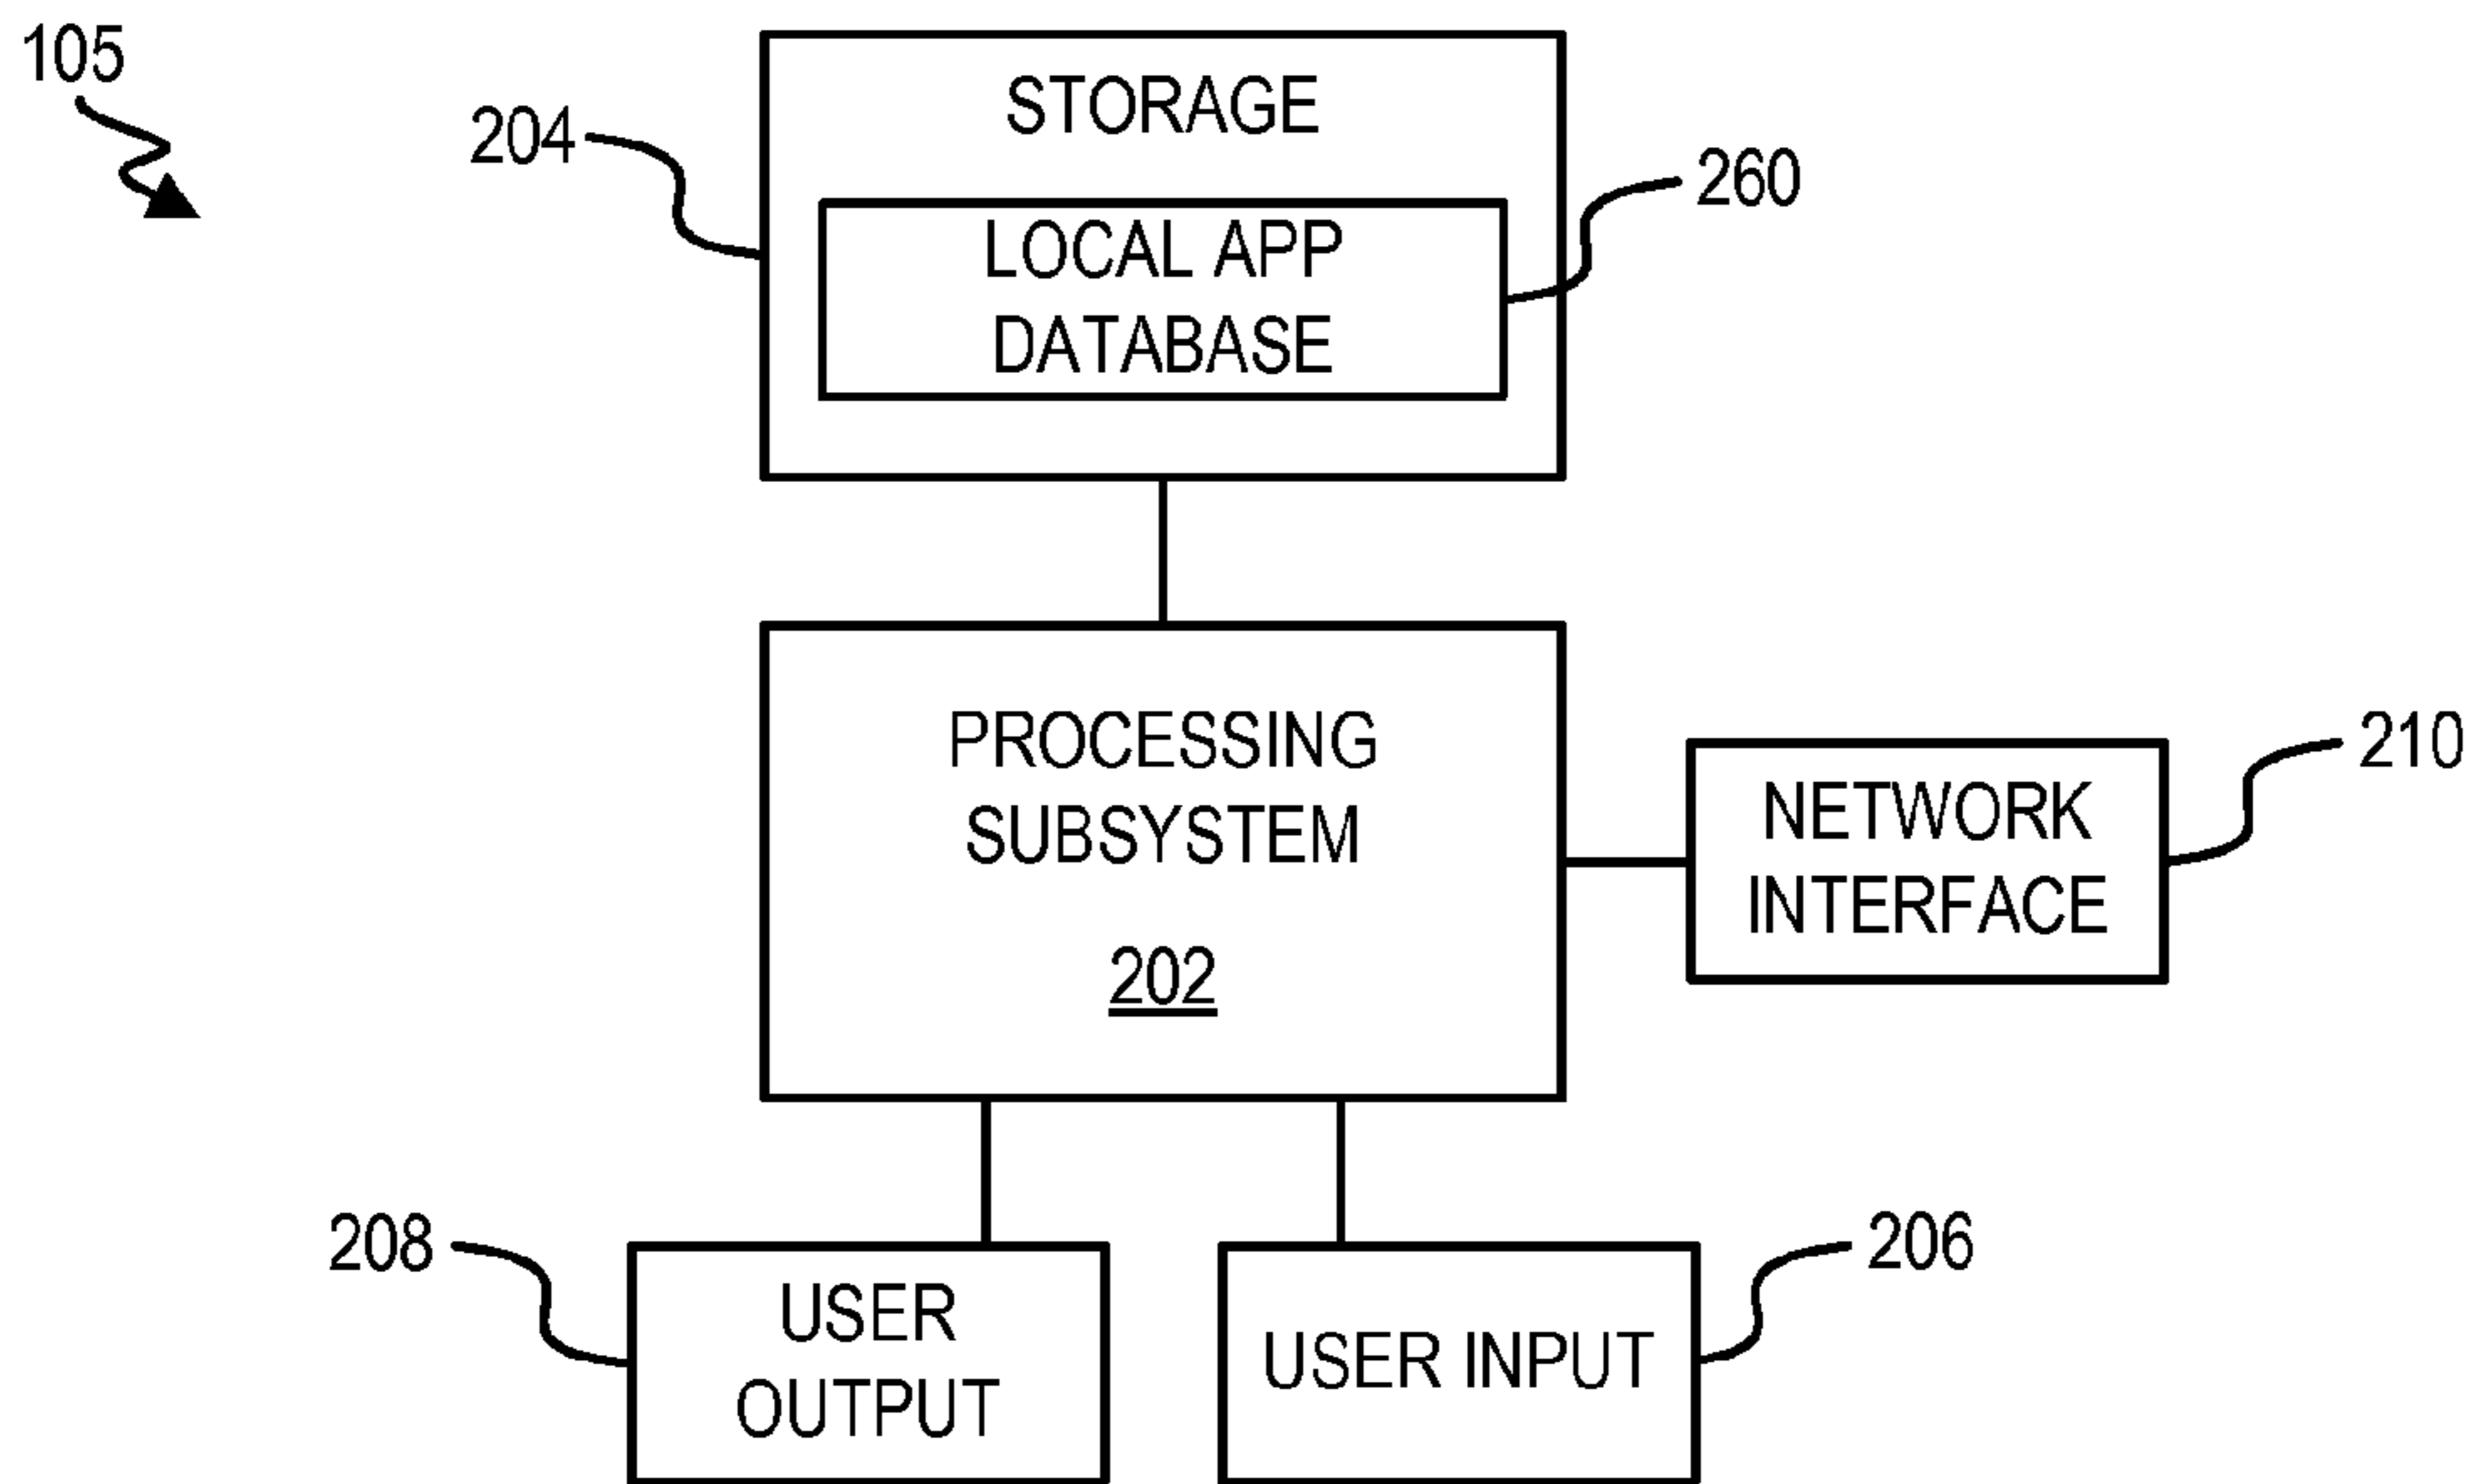 105
STORAGE
204
260
LOCAL APP
DATABASE
PROCESSING
SUBSYSTEM
202
210
NETWORK
INTERFACE
208
USER
OUTPUT
206
USER INPUT